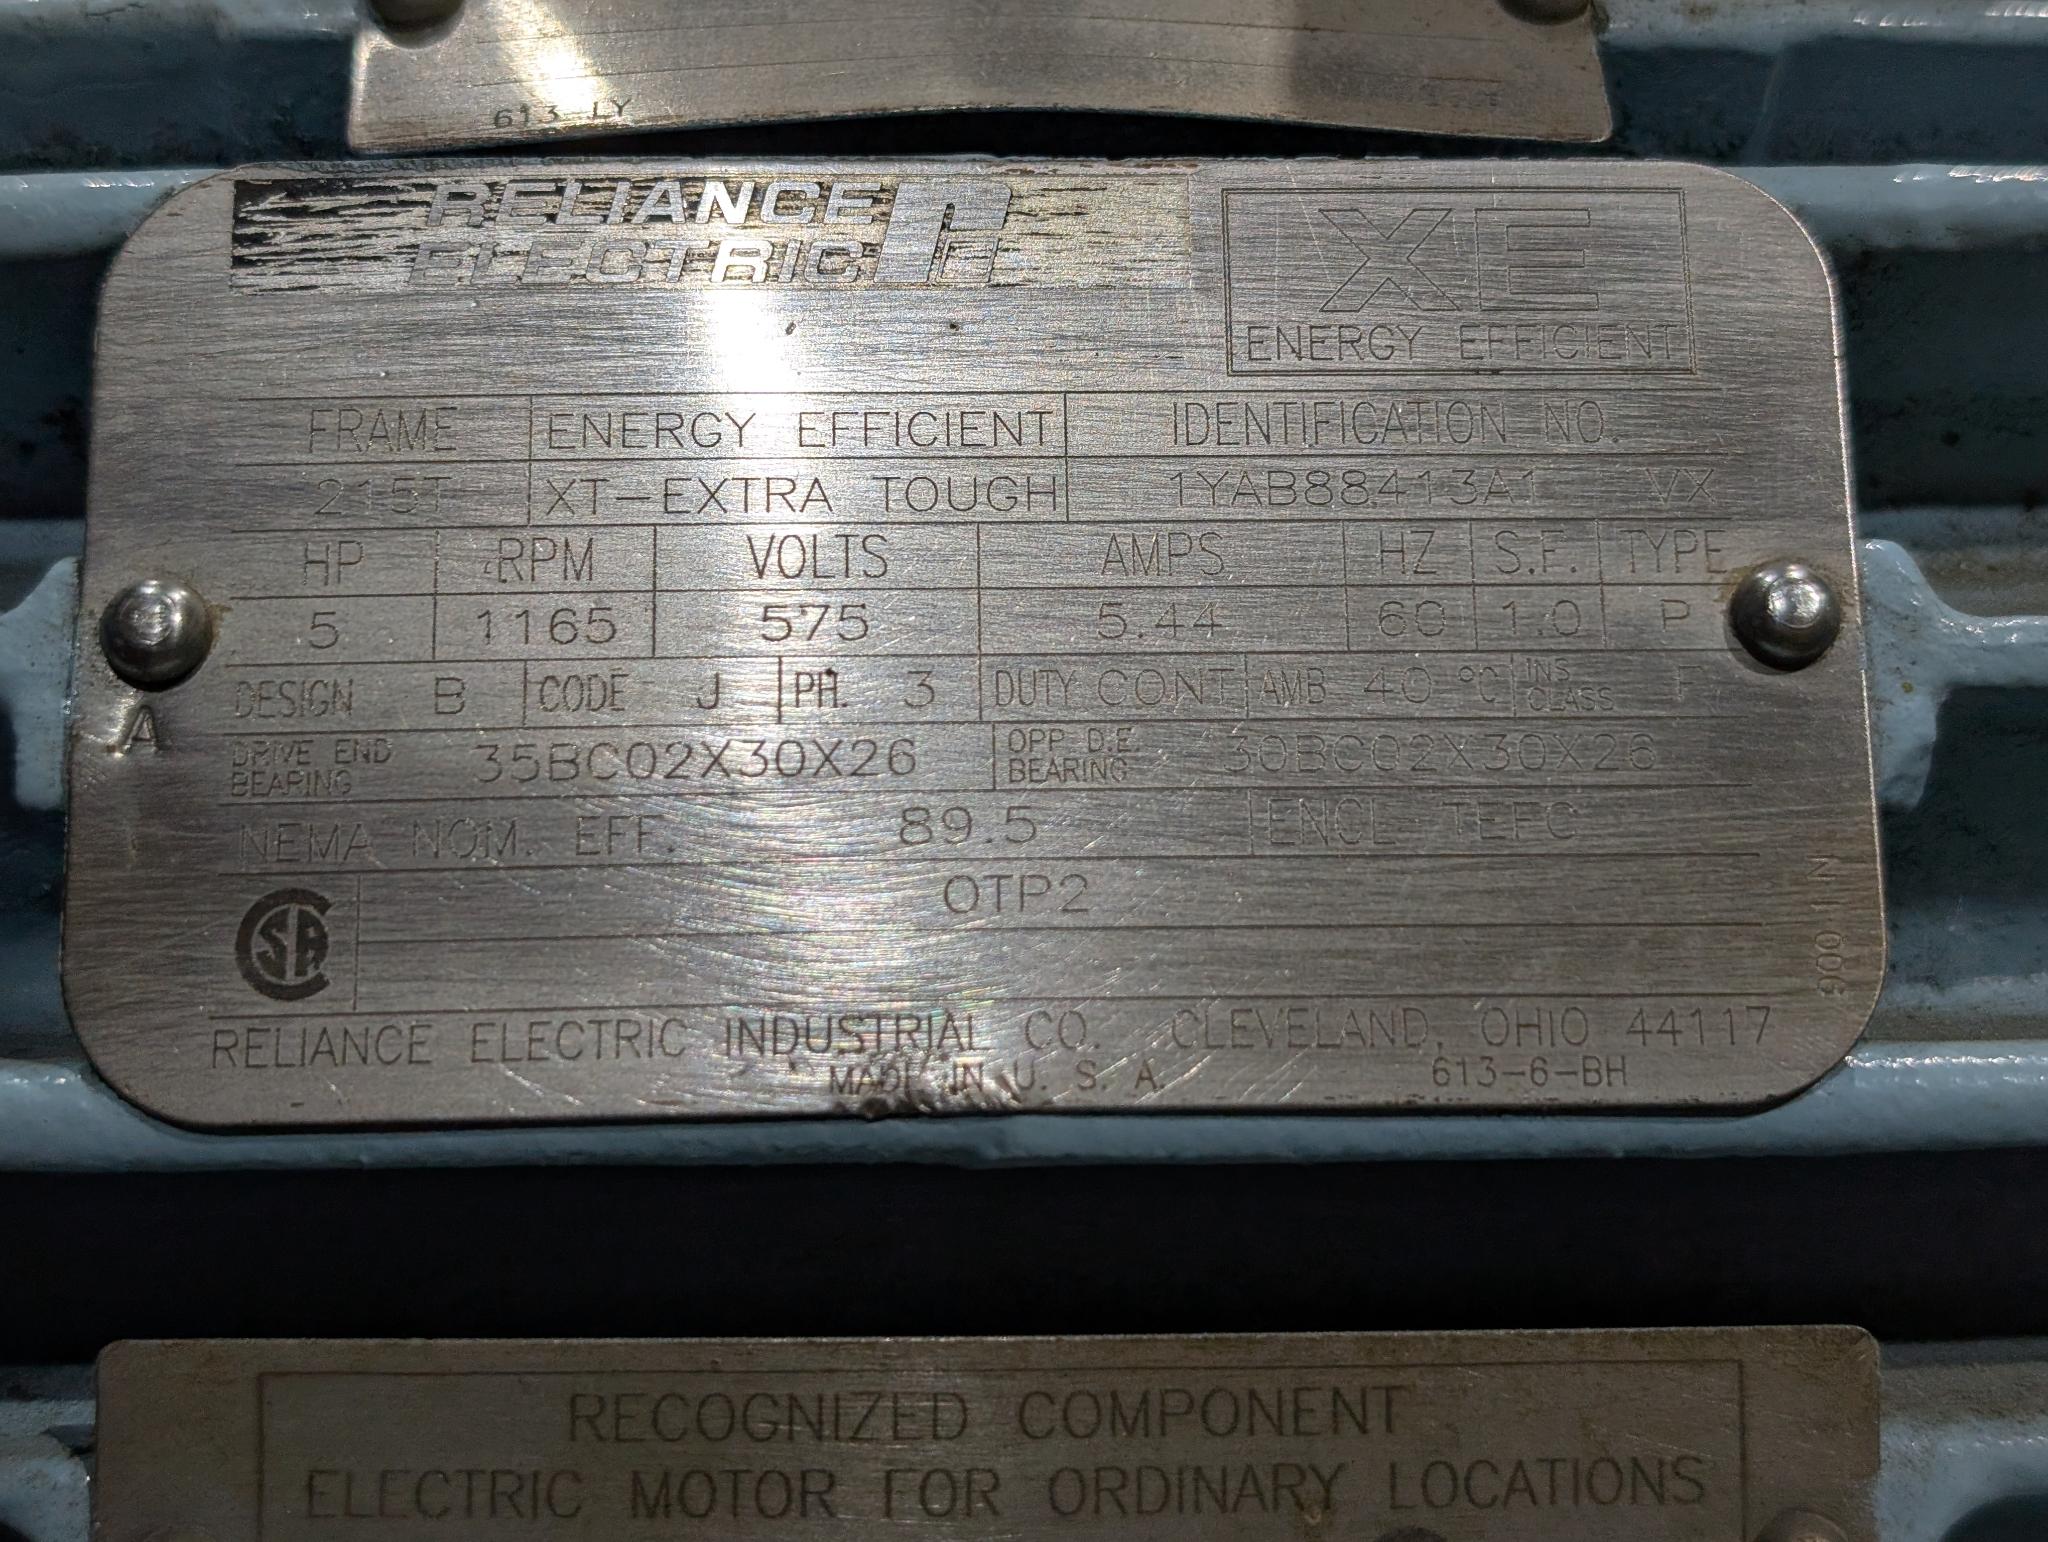 613 LY
RELIANCE
ELECTRIC
XE
ENERGY EFFICIENT
FRAME ENERGY EFFICIENT IDENTIFICATION NO.
215T XT-EXTRA TOUGH 1YAB88413A1 VX
HP RPM VOLTS AMPS HZ S.F. TYPE
5 1165 575 5.44 60 1.0 P
DESIGN B CODE J PH. 3 DUTY CONT AMB 40 °C INS CLASS F
A
DRIVE END BEARING 35BC02X30X26 OPP D.E. BEARING 30BC02X30X26
NEMA NOM. EFF. 89.5 ENCL TEFC
OTP2
CSA
900-1N
RELIANCE ELECTRIC INDUSTRIAL CO. CLEVELAND, OHIO 44117
MADE IN U. S. A. 613-6-BH
RECOGNIZED COMPONENT
ELECTRIC MOTOR FOR ORDINARY LOCATIONS